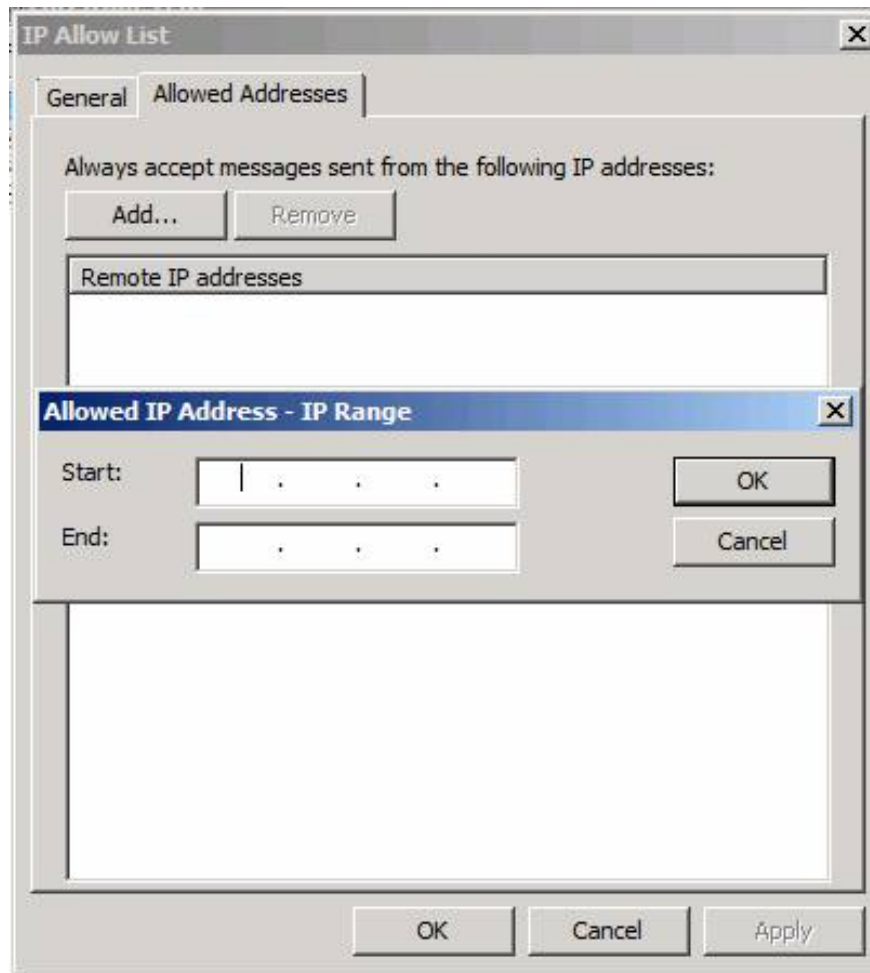 IP Allow List
General Allowed Addresses
Always accept messages sent from the following IP addresses:
Add... Remove
Remote IP addresses
Allowed IP Address - IP Range
Start: . . . OK
End: . . . Cancel
OK Cancel Apply